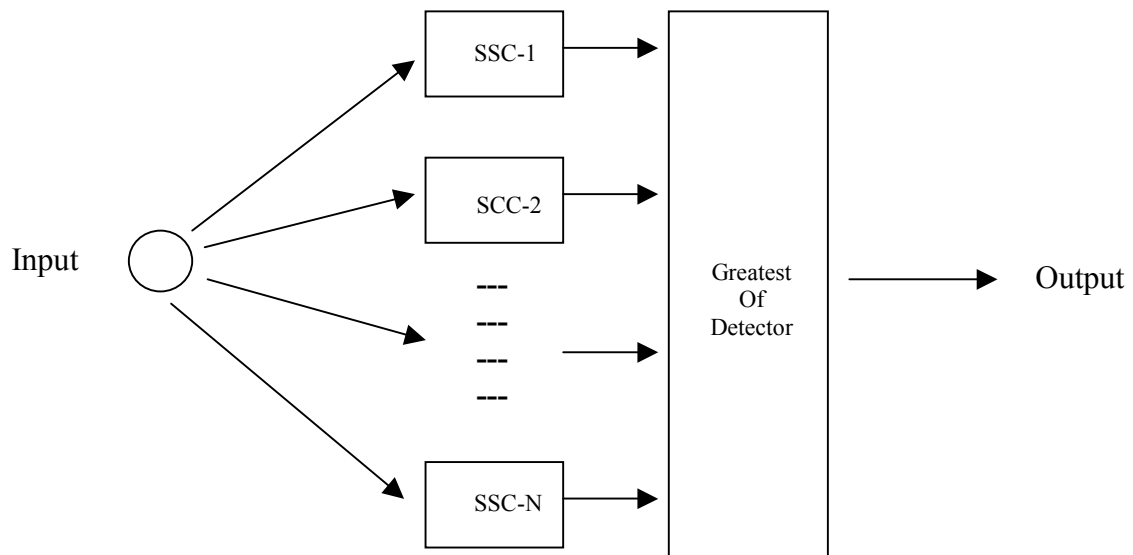 SSC-1
SCC-2
Input
---
---
---
---
Greatest
Of
Detector
Output
SSC-N